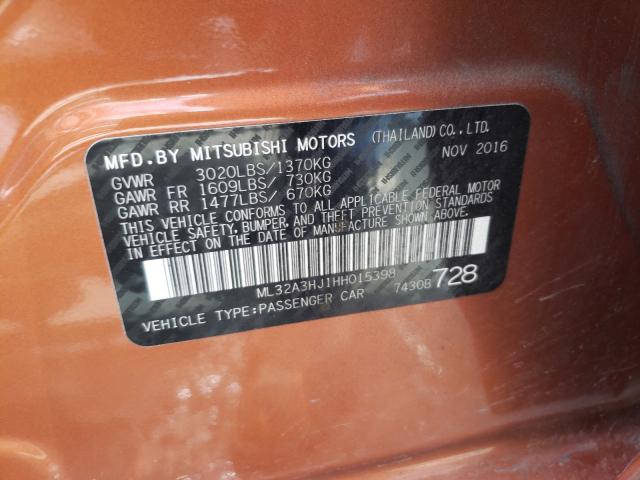 MFD.BY MITSUBISHI MOTORS (THAILAND)CO.,LTD.
NOV 2016
GVWR 3020LBS/1370KG
GAWR FR 1609LBS/ 730KG
GAWR RR 1477LBS/ 670KG
THIS VEHICLE CONFORMS TO ALL APPLICABLE FEDERAL MOTOR
VEHICLE SAFETY, BUMPER, AND THEFT PREVENTION STANDARDS
IN EFFECT ON THE DATE OF MANUFACTURE SHOWN ABOVE.
ML32A3HJ1HH015398
VEHICLE TYPE:PASSENGER CAR 7430B 728